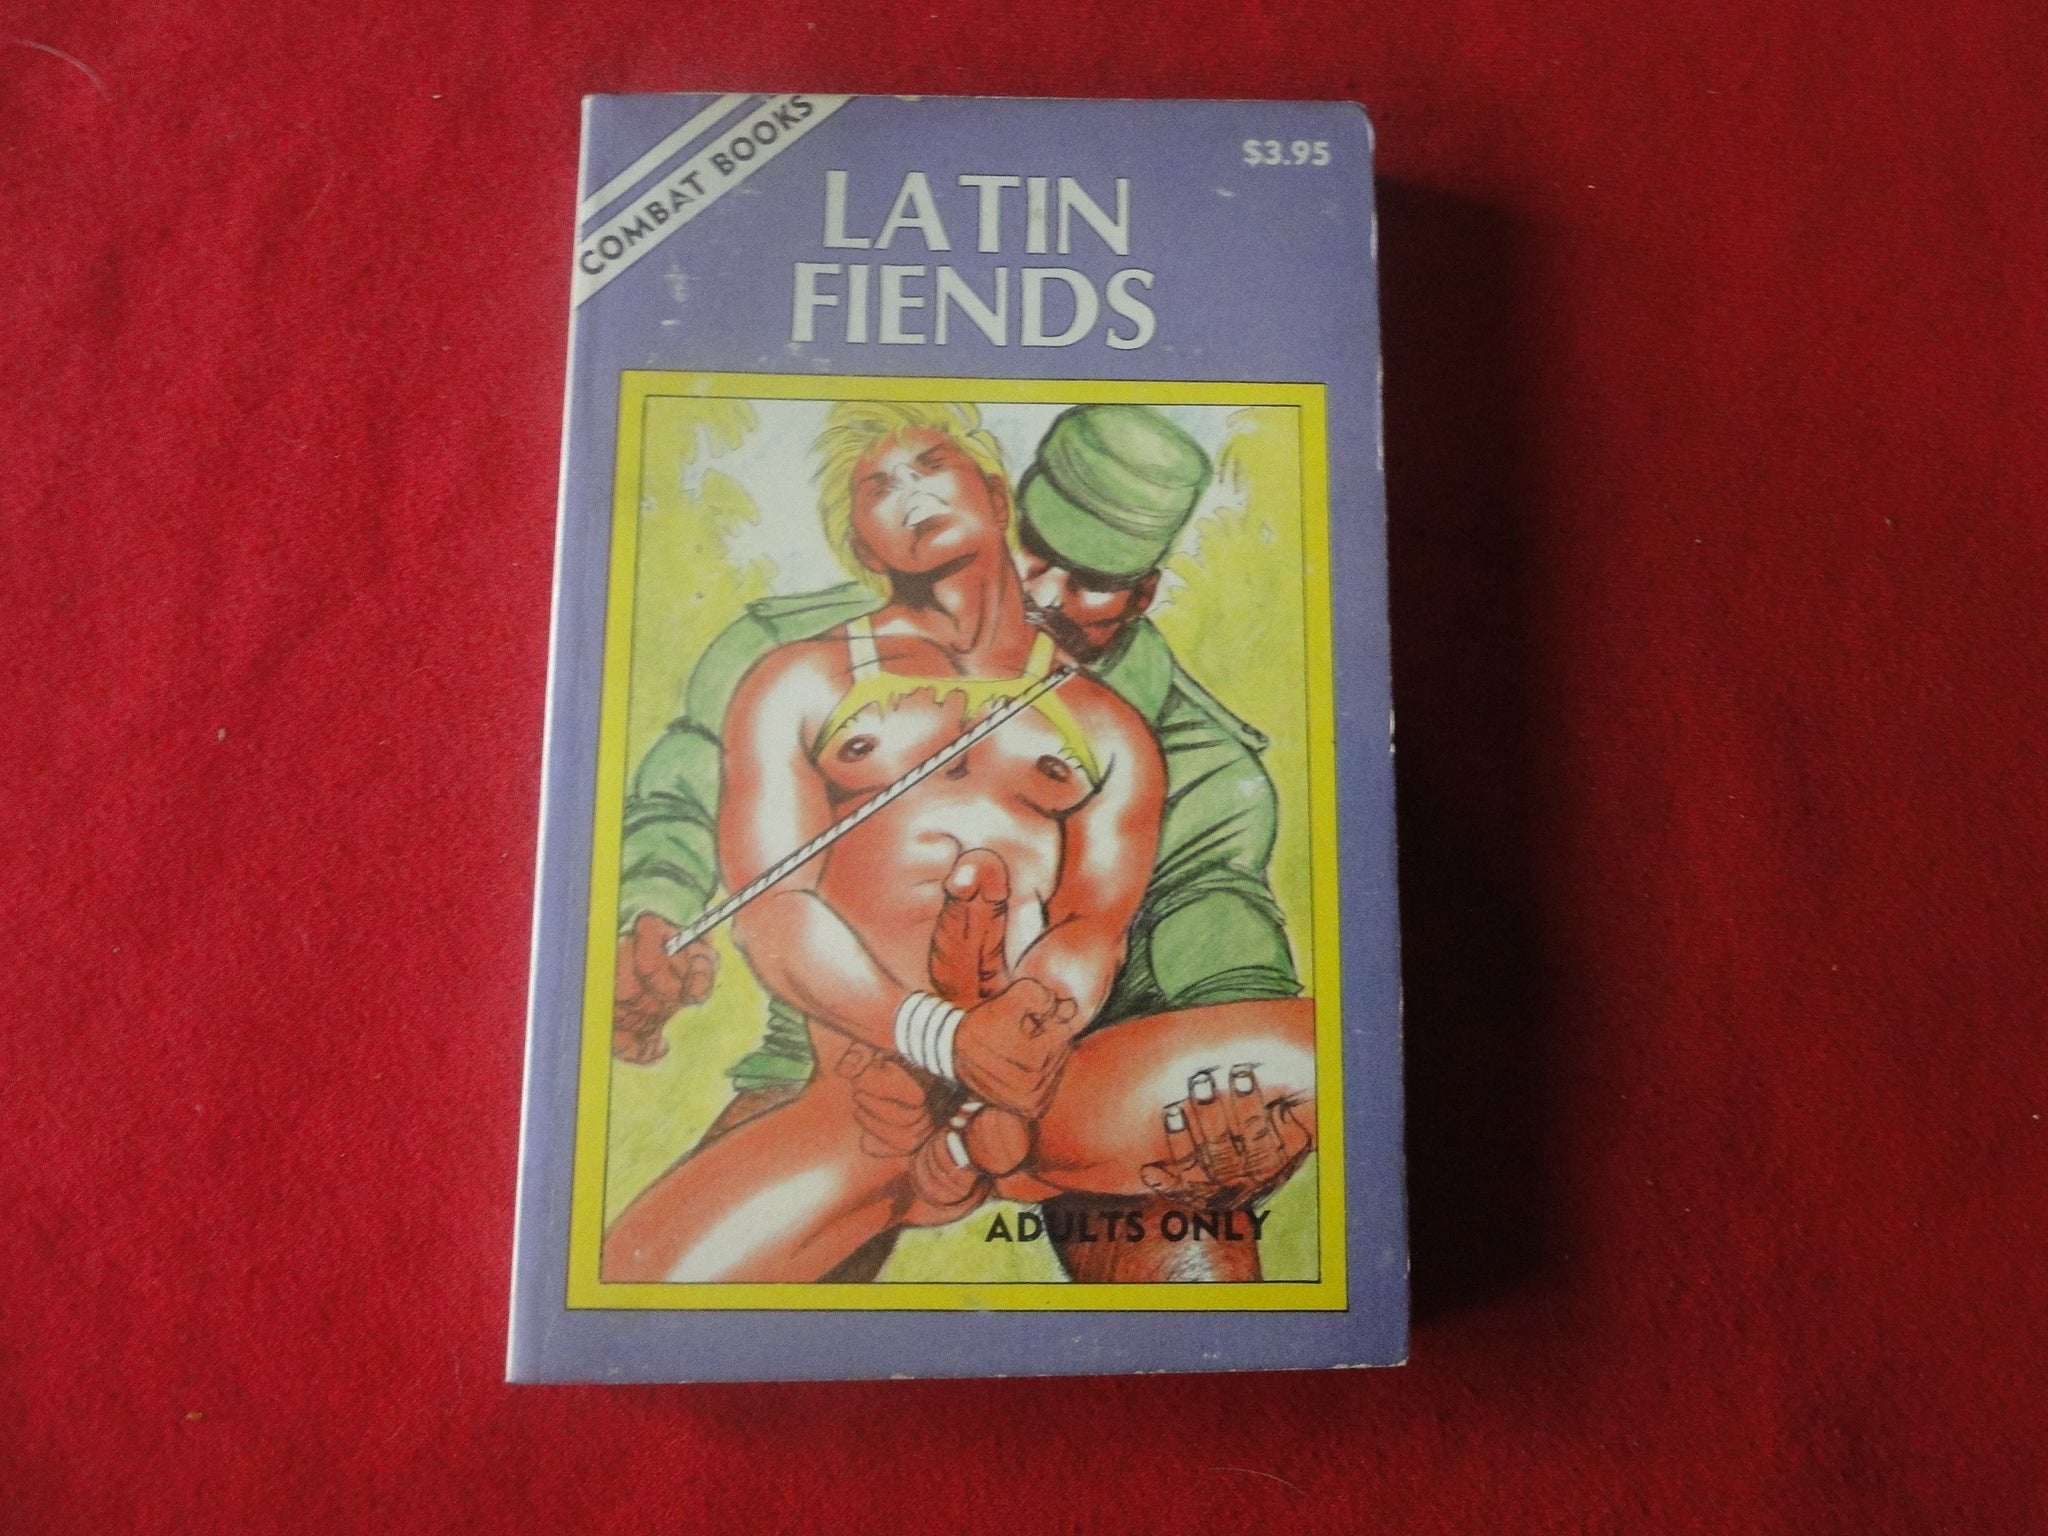 COMBAT BOOKS
$3.95
LATIN
FIENDS
ADULTS ONLY